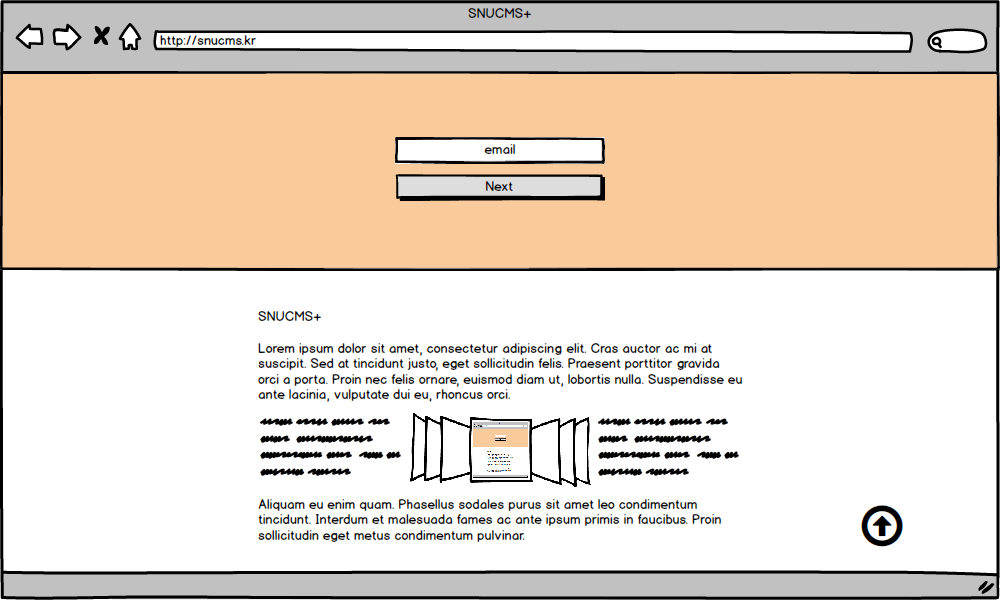 SNUCMS+
http://snucms.kr
email
Next
SNUCMS+
Lorem ipsum dolor sit amet, consectetur adipiscing elit. Cras auctor ac mi at
suscipit. Sed at tincidunt justo, eget sollicitudin felis. Praesent porttitor gravida
orci a porta. Proin nec felis ornare, euismod diam ut, lobortis nulla. Suspendisse eu
ante lacinia, vulputate dui eu, rhoncus orci.
Aliquam eu enim quam. Phasellus sodales purus sit amet leo condimentum
tincidunt. Interdum et malesuada fames ac ante ipsum primis in faucibus. Proin
sollicitudin eget metus condimentum pulvinar.